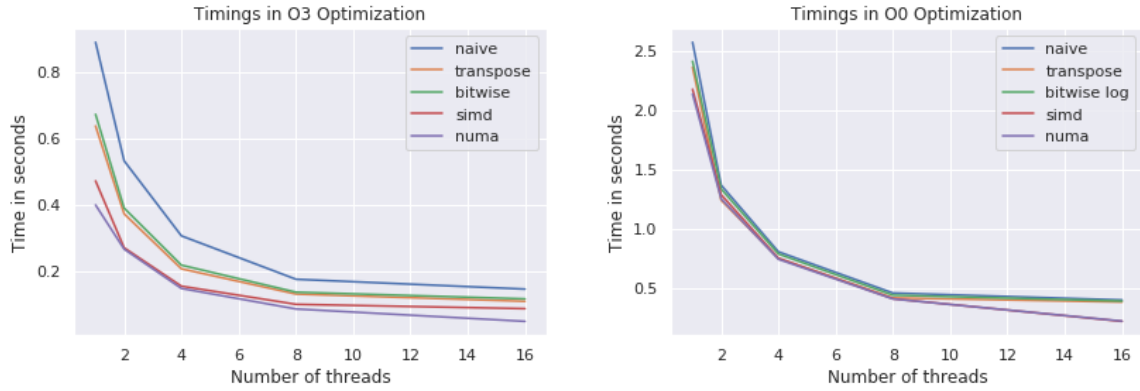 Timings in O3 Optimization
Time in seconds
0.8
0.6
0.4
0.2
naive
transpose
bitwise
simd
numa
2 4 6 8 10 12 14 16
Number of threads
Timings in O0 Optimization
Time in seconds
2.5
2.0
1.5
1.0
0.5
naive
transpose
bitwise log
simd
numa
2 4 6 8 10 12 14 16
Number of threads